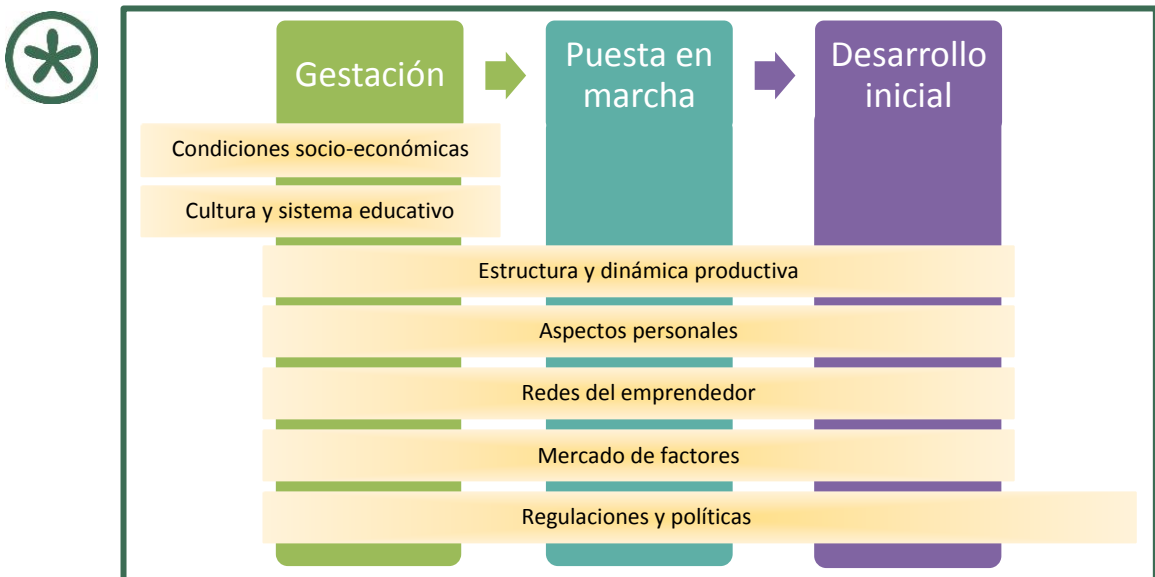 Gestación
Puesta en
marcha
Desarrollo
inicial
Condiciones socio-económicas
Cultura y sistema educativo
Estructura y dinámica productiva
Aspectos personales
Redes del emprendedor
Mercado de factores
Regulaciones y políticas